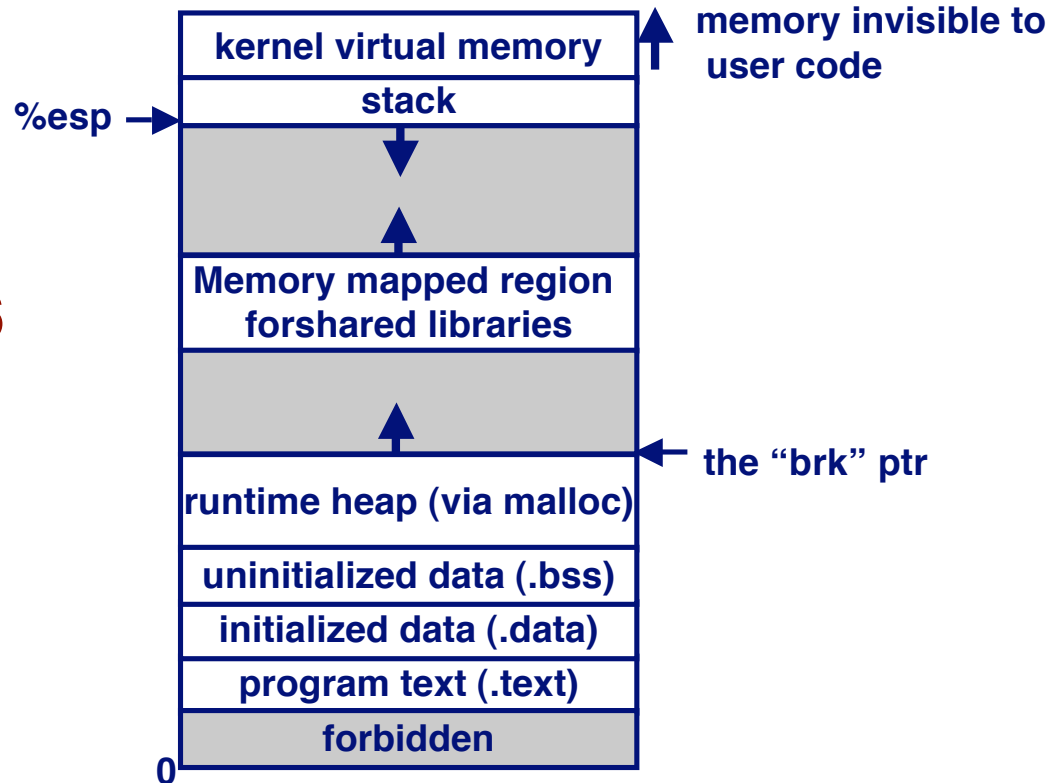 kernel virtual memory
memory invisible to
user code
stack
%esp
Memory mapped region
forshared libraries
the “brk” ptr
runtime heap (via malloc)
uninitialized data (.bss)
initialized data (.data)
program text (.text)
forbidden
0